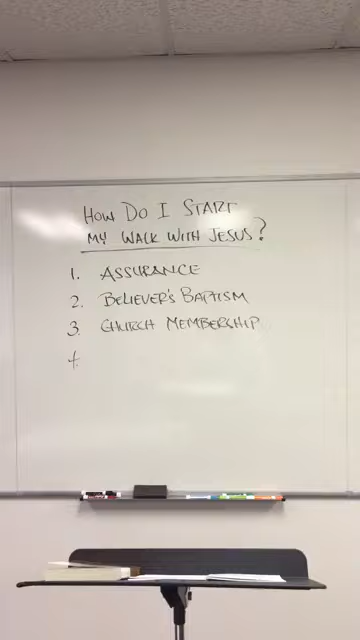 How Do I START
MY WALK WITH JESUS?
1. ASSURANCE
2. BELIEVER'S BAPTISM
3. CHURCH MEMBERSHIP
4.